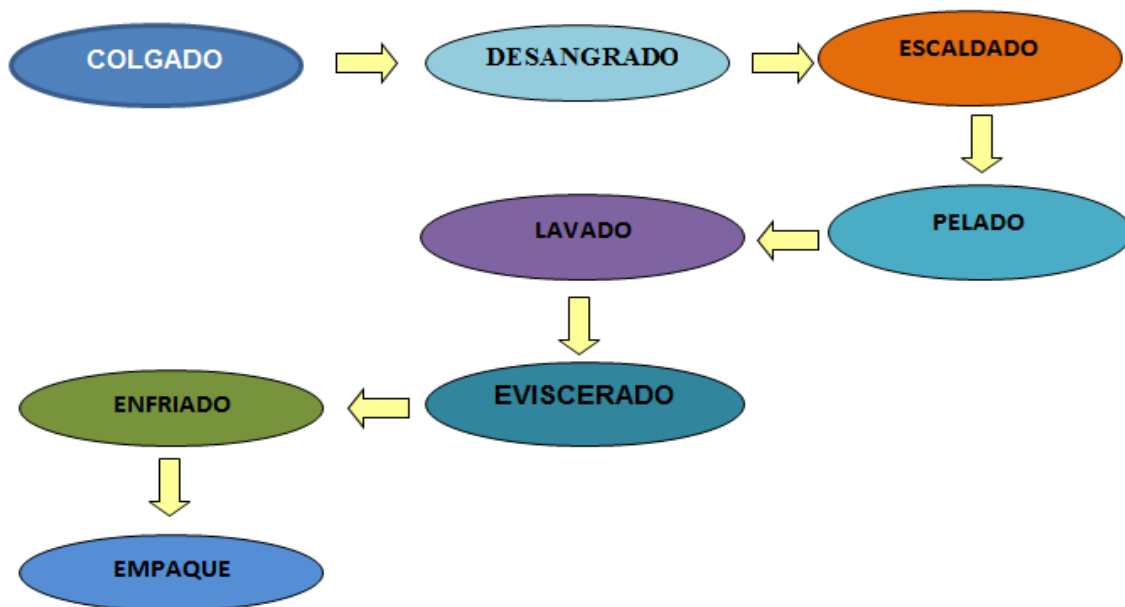 COLGADO
DESANGRADO
ESCALDADO
PELADO
LAVADO
EVISCERADO
ENFRIADO
EMPAQUE